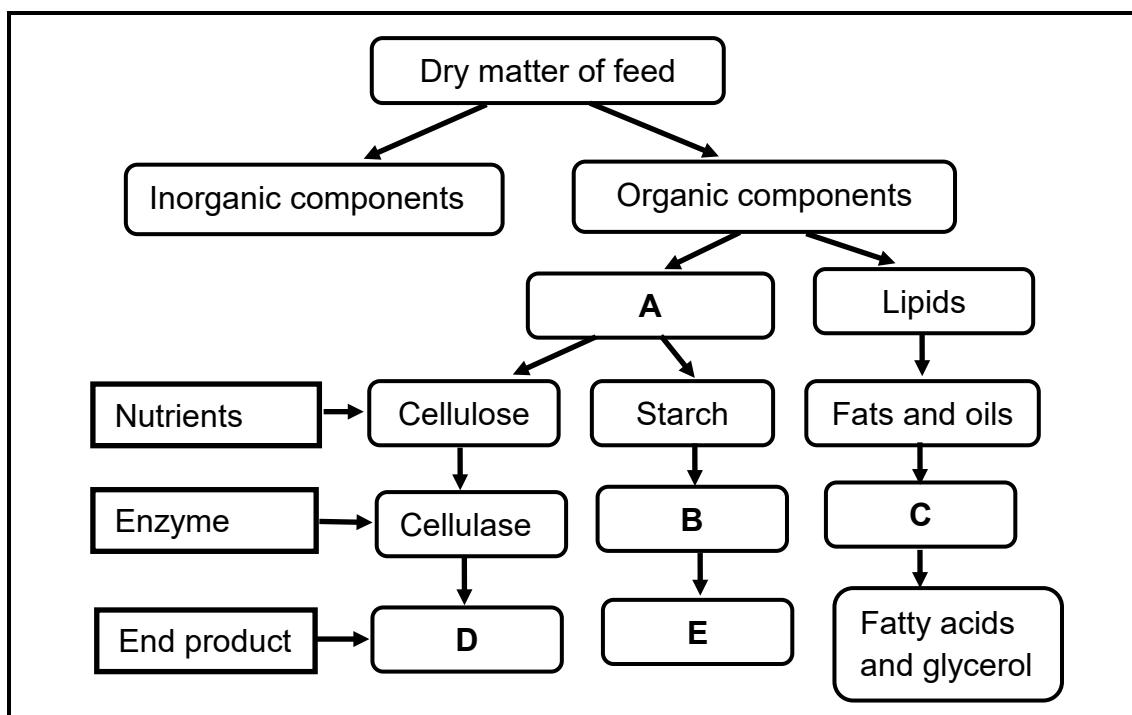 Dry matter of feed
Inorganic components
Organic components
A
Lipids
Nutrients
Cellulose
Starch
Fats and oils
Enzyme
Cellulase
B
C
End product
D
E
Fatty acids
and glycerol